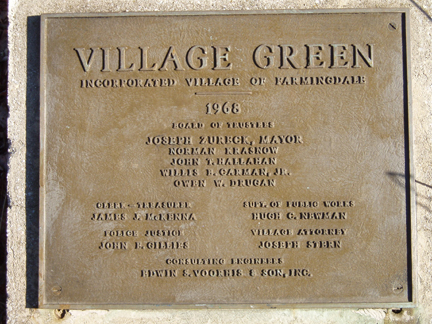 VILLAGE GREEN
INCORPORATED VILLAGE OF FARMINGDALE
1968
BOARD OF TRUSTEES
JOSEPH ZURECK, MAYOR
NORMAN KRASNOW
JOHN T. HALLAHAN
WILLIS B. CARMAN, JR.
OWEN W. DRUGAN
CLERK - TREASURER SUPT. OF PUBLIC WORKS
JAMES J. McKENNA HUGH C. NEWMAN
POLICE JUSTICE VILLAGE ATTORNEY
JOHN E. GILLIES JOSEPH STERN
CONSULTING ENGINEERS
EDWIN S. VOORHIS & SON, INC.